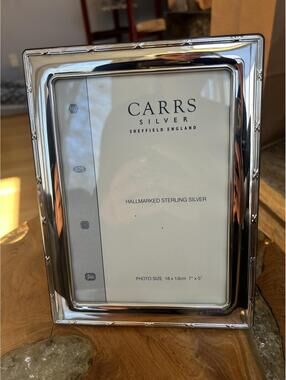 CARRS
SILVER
SHEFFIELD ENGLAND
HALLMARKED STERLING SILVER
PHOTO SIZE 18 x 13cm 7" x 5"